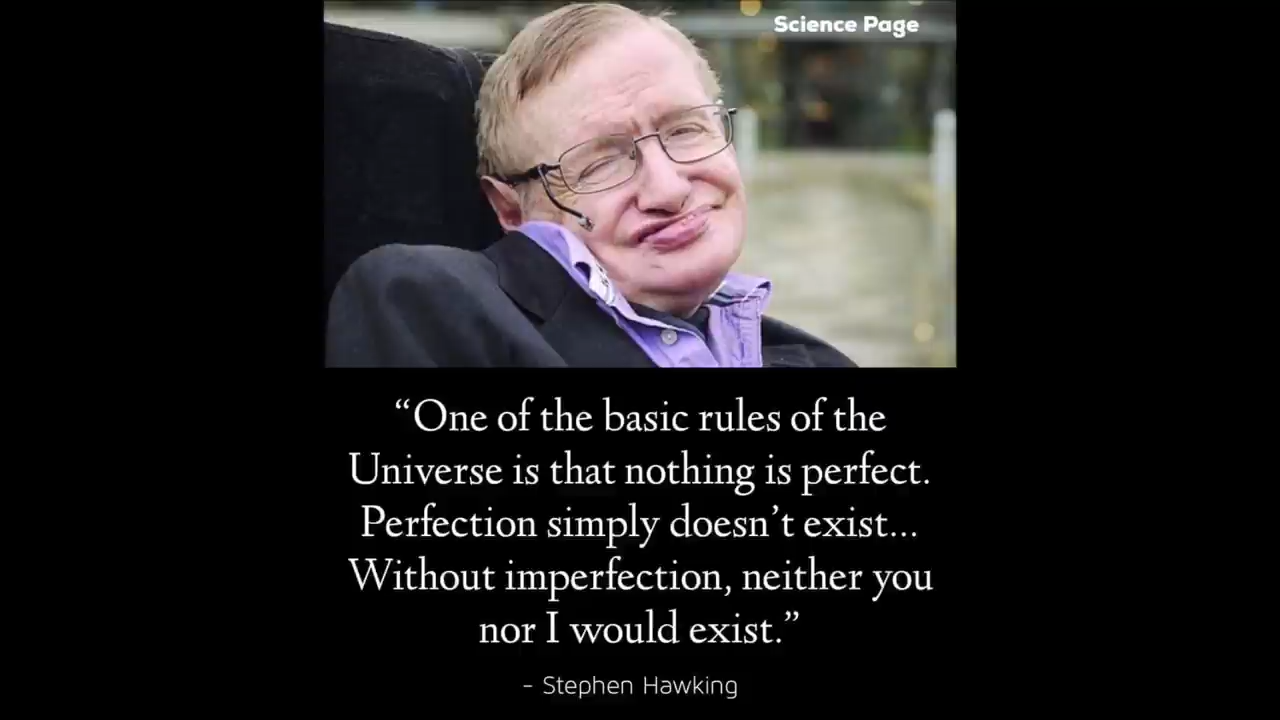 Science Page
“One of the basic rules of the
Universe is that nothing is perfect.
Perfection simply doesn’t exist...
Without imperfection, neither you
nor I would exist.”
- Stephen Hawking